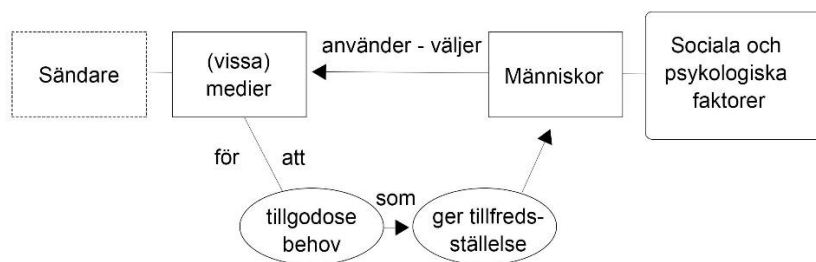 Sändare
(vissa)
medier
använder - väljer
Människor
Sociala och
psykologiska
faktorer
för att
tillgodose
behov
som
ger tillfreds-
ställelse